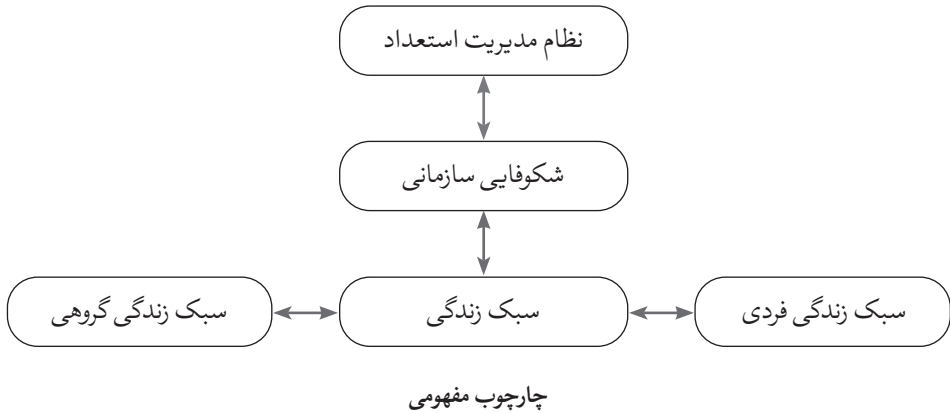 نظام مدیریت استعداد
شکوفایی سازمانی
سبک زندگی فردی
سبک زندگی
سبک زندگی گروهی
چارچوب مفهومی